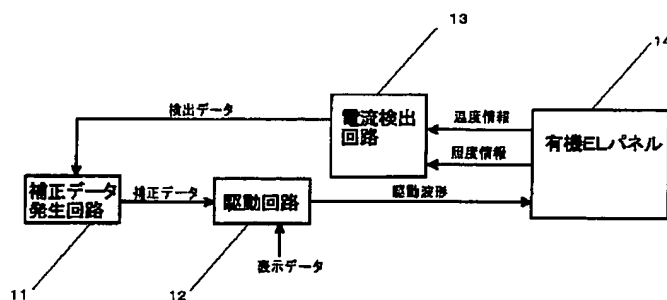 13
14
検出データ
電流検出
回路
温度情報
照度情報
有機ELパネル
補正データ
発生回路
補正データ
駆動回路
駆動波形
表示データ
11
12